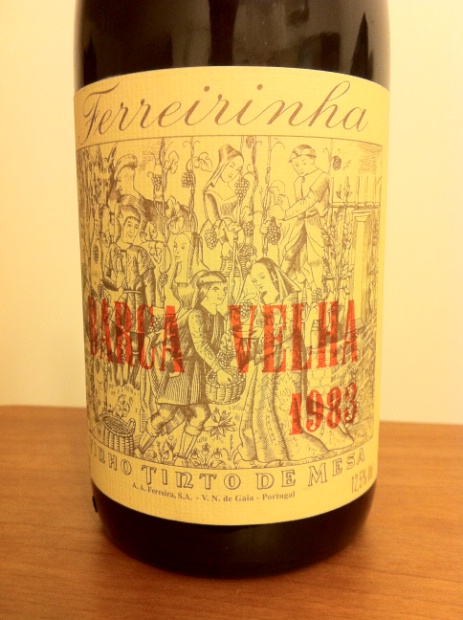 Ferreirinha
BARCA VELHA
1983
VINHO TINTO DE MESA
A. A. Ferreira, S.A. - V. N. de Gaia - Portugal